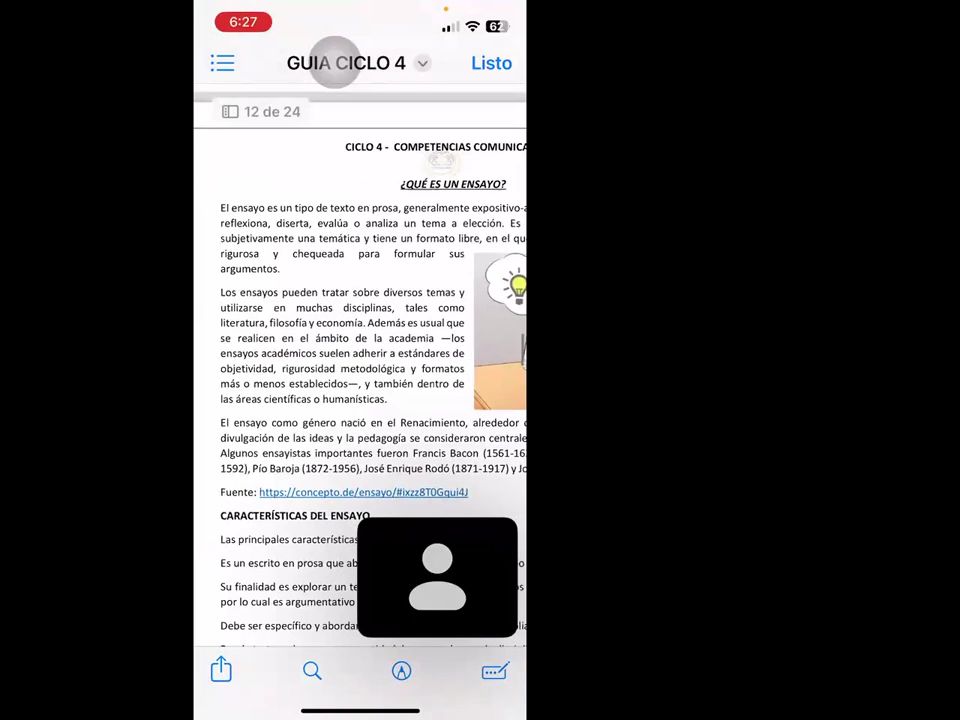 6:27
62
GUIA CICLO 4
Listo
12 de 24
CICLO 4 - COMPETENCIAS COMUNICA
¿QUÉ ES UN ENSAYO?
El ensayo es un tipo de texto en prosa, generalmente expositivo-a
reflexiona, diserta, evalúa o analiza un tema a elección. Es
subjetivamente una temática y tiene un formato libre, en el qu
rigurosa y chequeada para formular sus
argumentos.
Los ensayos pueden tratar sobre diversos temas y
utilizarse en muchas disciplinas, tales como
literatura, filosofía y economía. Además es usual que
se realicen en el ámbito de la academia —los
ensayos académicos suelen adherir a estándares de
objetividad, rigurosidad metodológica y formatos
más o menos establecidos—, y también dentro de
las áreas científicas o humanísticas.
El ensayo como género nació en el Renacimiento, alrededor
divulgación de las ideas y la pedagogía se consideraron centrale
Algunos ensayistas importantes fueron Francis Bacon (1561-16
1592), Pío Baroja (1872-1956), José Enrique Rodó (1871-1917) y Jo
Fuente: https://concepto.de/ensayo/#ixzz8T0Gqui4J
CARACTERÍSTICAS DEL ENSAYO
Las principales características
Es un escrito en prosa que ab
Su finalidad es explorar un te
por lo cual es argumentativo
Debe ser específico y aborda